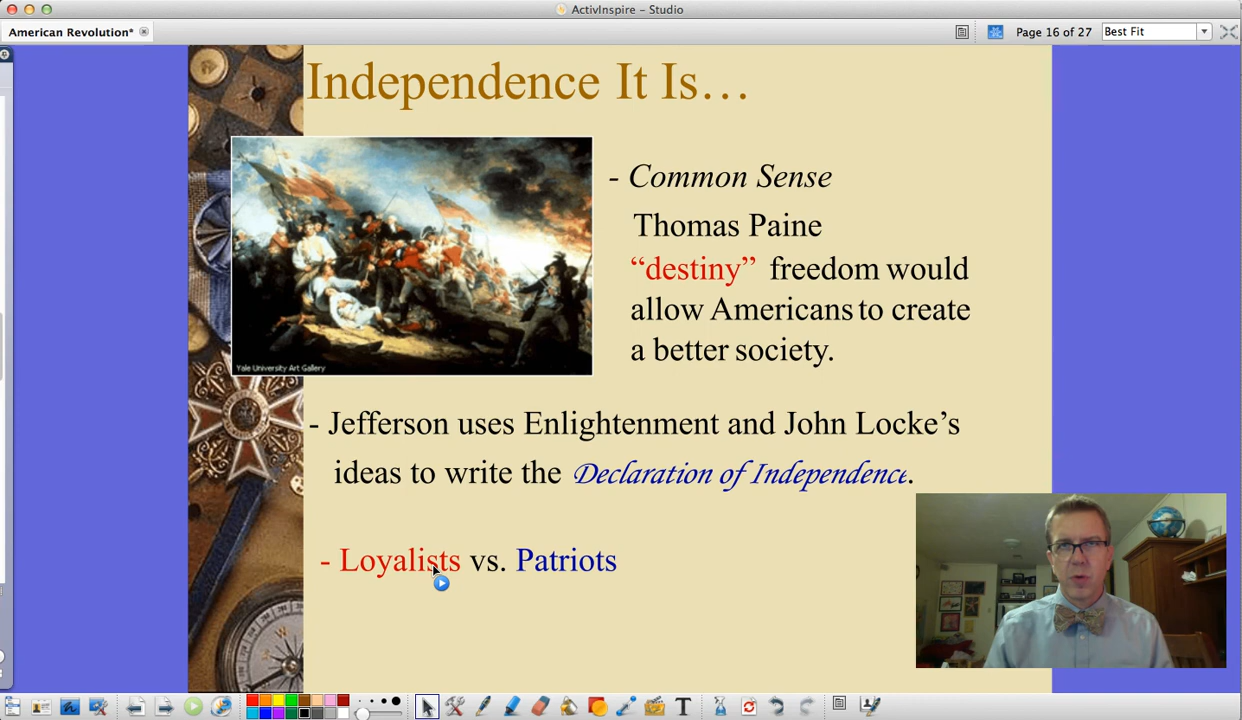 ActivInspire – Studio
American Revolution*
Page 16 of 27
Best Fit
Independence It Is…
Yale University Art Gallery
- Common Sense
Thomas Paine
“destiny” freedom would
allow Americans to create
a better society.
- Jefferson uses Enlightenment and John Locke’s
ideas to write the Declaration of Independence.
- Loyalists vs. Patriots
T